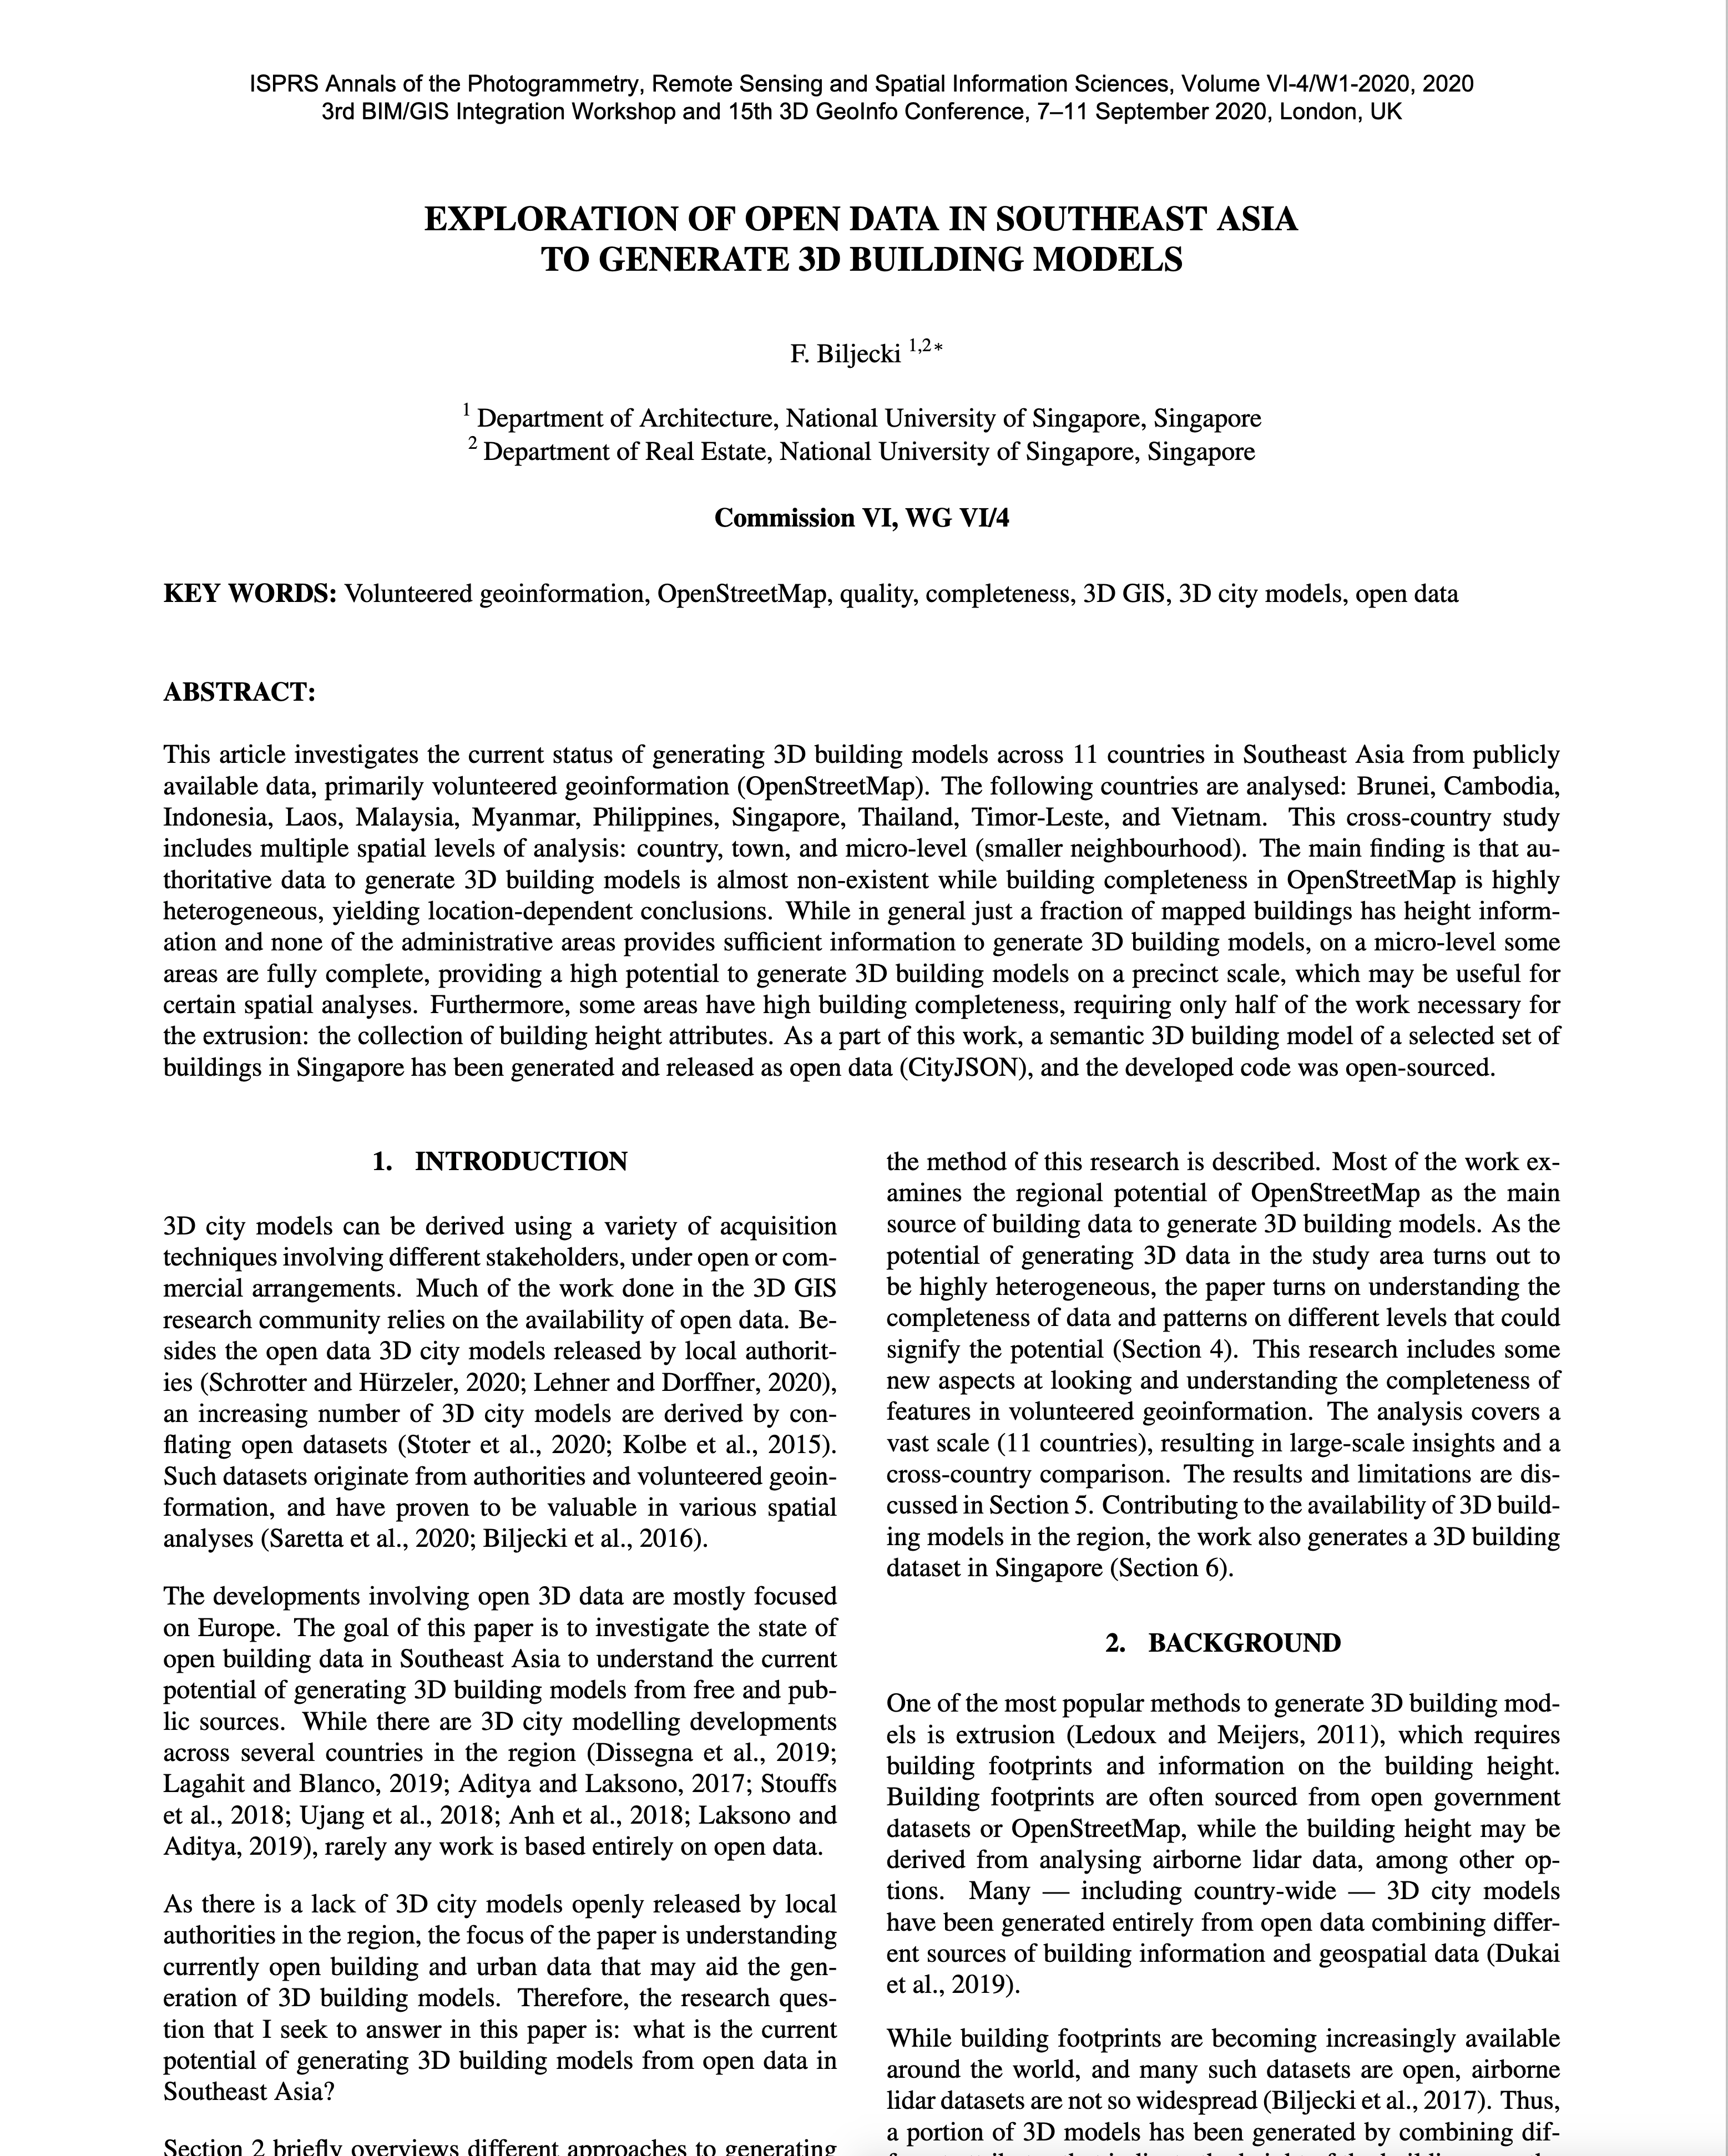 ISPRS Annals of the Photogrammetry, Remote Sensing and Spatial Information Sciences, Volume VI-4/W1-2020, 2020
3rd BIM/GIS Integration Workshop and 15th 3D GeoInfo Conference, 7–11 September 2020, London, UK
EXPLORATION OF OPEN DATA IN SOUTHEAST ASIA
TO GENERATE 3D BUILDING MODELS
F. Biljecki 1,2∗
1 Department of Architecture, National University of Singapore, Singapore
2 Department of Real Estate, National University of Singapore, Singapore
Commission VI, WG VI/4
KEY WORDS: Volunteered geoinformation, OpenStreetMap, quality, completeness, 3D GIS, 3D city models, open data
ABSTRACT:
This article investigates the current status of generating 3D building models across 11 countries in Southeast Asia from publicly
available data, primarily volunteered geoinformation (OpenStreetMap). The following countries are analysed: Brunei, Cambodia,
Indonesia, Laos, Malaysia, Myanmar, Philippines, Singapore, Thailand, Timor-Leste, and Vietnam. This cross-country study
includes multiple spatial levels of analysis: country, town, and micro-level (smaller neighbourhood). The main finding is that au-
thoritative data to generate 3D building models is almost non-existent while building completeness in OpenStreetMap is highly
heterogeneous, yielding location-dependent conclusions. While in general just a fraction of mapped buildings has height inform-
ation and none of the administrative areas provides sufficient information to generate 3D building models, on a micro-level some
areas are fully complete, providing a high potential to generate 3D building models on a precinct scale, which may be useful for
certain spatial analyses. Furthermore, some areas have high building completeness, requiring only half of the work necessary for
the extrusion: the collection of building height attributes. As a part of this work, a semantic 3D building model of a selected set of
buildings in Singapore has been generated and released as open data (CityJSON), and the developed code was open-sourced.
1. INTRODUCTION
3D city models can be derived using a variety of acquisition
techniques involving different stakeholders, under open or com-
mercial arrangements. Much of the work done in the 3D GIS
research community relies on the availability of open data. Be-
sides the open data 3D city models released by local authorit-
ies (Schrotter and Hürzeler, 2020; Lehner and Dorffner, 2020),
an increasing number of 3D city models are derived by con-
flating open datasets (Stoter et al., 2020; Kolbe et al., 2015).
Such datasets originate from authorities and volunteered geoin-
formation, and have proven to be valuable in various spatial
analyses (Saretta et al., 2020; Biljecki et al., 2016).
The developments involving open 3D data are mostly focused
on Europe. The goal of this paper is to investigate the state of
open building data in Southeast Asia to understand the current
potential of generating 3D building models from free and pub-
lic sources. While there are 3D city modelling developments
across several countries in the region (Dissegna et al., 2019;
Lagahit and Blanco, 2019; Aditya and Laksono, 2017; Stouffs
et al., 2018; Ujang et al., 2018; Anh et al., 2018; Laksono and
Aditya, 2019), rarely any work is based entirely on open data.
As there is a lack of 3D city models openly released by local
authorities in the region, the focus of the paper is understanding
currently open building and urban data that may aid the gen-
eration of 3D building models. Therefore, the research ques-
tion that I seek to answer in this paper is: what is the current
potential of generating 3D building models from open data in
Southeast Asia?
Section 2 briefly overviews different approaches to generating
the method of this research is described. Most of the work ex-
amines the regional potential of OpenStreetMap as the main
source of building data to generate 3D building models. As the
potential of generating 3D data in the study area turns out to
be highly heterogeneous, the paper turns on understanding the
completeness of data and patterns on different levels that could
signify the potential (Section 4). This research includes some
new aspects at looking and understanding the completeness of
features in volunteered geoinformation. The analysis covers a
vast scale (11 countries), resulting in large-scale insights and a
cross-country comparison. The results and limitations are dis-
cussed in Section 5. Contributing to the availability of 3D build-
ing models in the region, the work also generates a 3D building
dataset in Singapore (Section 6).
2. BACKGROUND
One of the most popular methods to generate 3D building mod-
els is extrusion (Ledoux and Meijers, 2011), which requires
building footprints and information on the building height.
Building footprints are often sourced from open government
datasets or OpenStreetMap, while the building height may be
derived from analysing airborne lidar data, among other op-
tions. Many — including country-wide — 3D city models
have been generated entirely from open data combining differ-
ent sources of building information and geospatial data (Dukai
et al., 2019).
While building footprints are becoming increasingly available
around the world, and many such datasets are open, airborne
lidar datasets are not so widespread (Biljecki et al., 2017). Thus,
a portion of 3D models has been generated by combining dif-